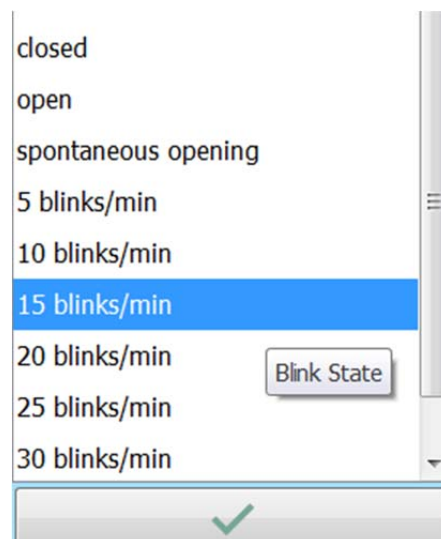 closed
open
spontaneous opening
5 blinks/min
10 blinks/min
15 blinks/min
20 blinks/min
Blink State
25 blinks/min
30 blinks/min